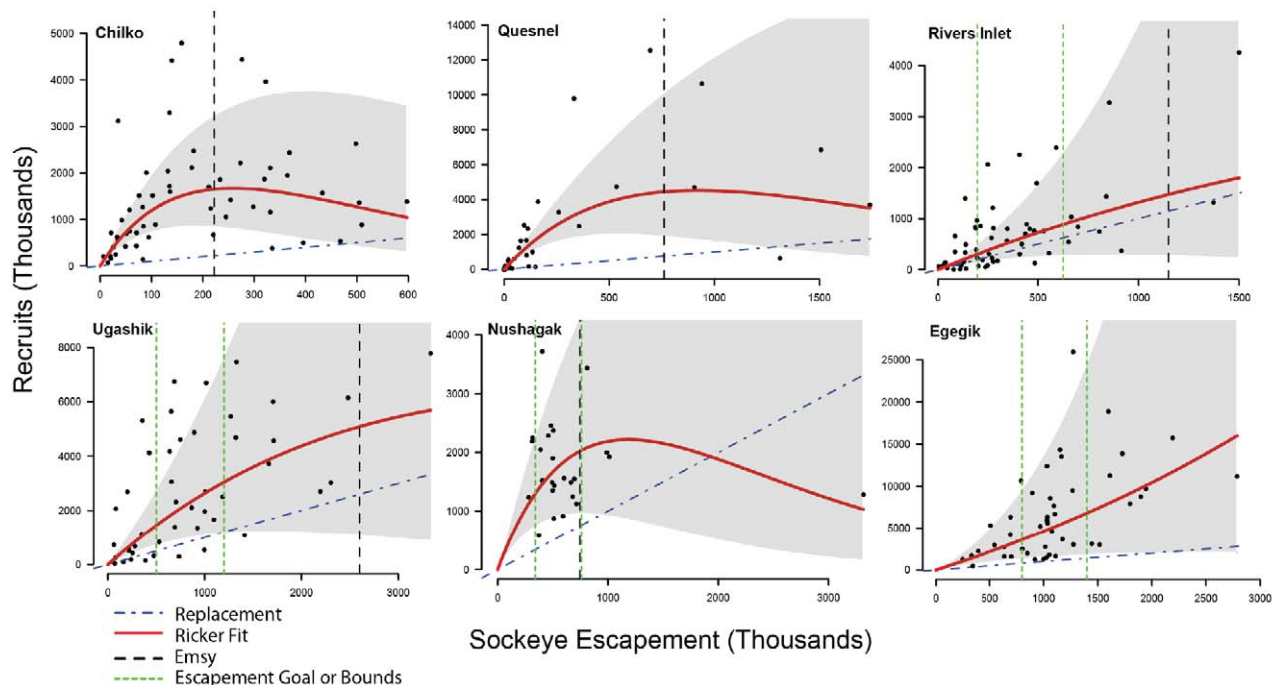 Chilko
5000
4000
3000
2000
1000
0
0 100 200 300 400 500 600
Quesnel
14000
12000
10000
8000
6000
4000
2000
0
0 500 1000 1500
Rivers Inlet
4000
3000
2000
1000
0
0 500 1000 1500
Recruits (Thousands)
Ugashik
8000
6000
4000
2000
0
0 1000 2000 3000
Nushagak
4000
3000
2000
1000
0
0 1000 2000 3000
Egegik
25000
20000
15000
10000
5000
0
0 500 1000 1500 2000 2500 3000
Sockeye Escapement (Thousands)
Replacement
Ricker Fit
Emsy
Escapement Goal or Bounds